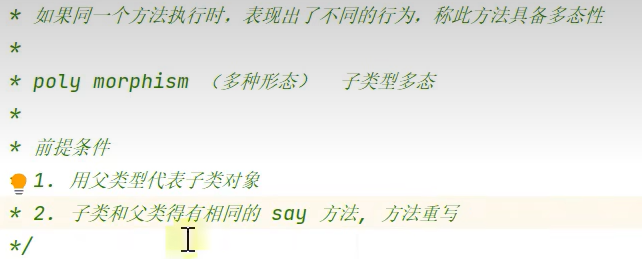 * 如果同一个方法执行时，表现出了不同的行为，称此方法具备多态性
*
* poly morphism （多种形态）  子类型多态
*
* 前提条件
1. 用父类型代表子类对象
* 2. 子类和父类得有相同的 say 方法, 方法重写
*/